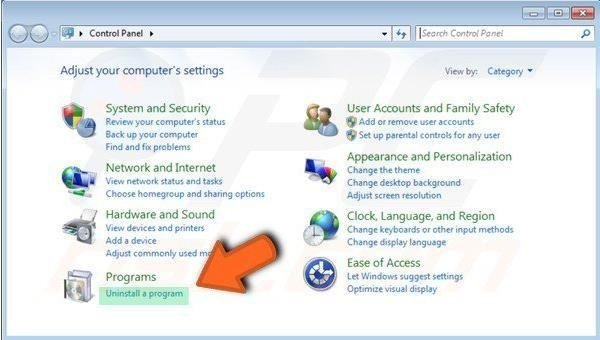 Control Panel
Search Control Panel
Adjust your computer's settings
View by: Category
System and Security
Review your computer's status
Back up your computer
Find and fix problems
Network and Internet
View network status and tasks
Choose homegroup and sharing options
Hardware and Sound
View devices and printers
Add a device
Adjust commonly used
Programs
Uninstall a program
User Accounts and Family Safety
Add or remove user accounts
Set up parental controls for any user
Appearance and Personalization
Change the theme
Change desktop background
Adjust screen resolution
Clock, Language, and Region
Change keyboards or other input methods
Change display language
Ease of Access
Let Windows suggest settings
Optimize visual display